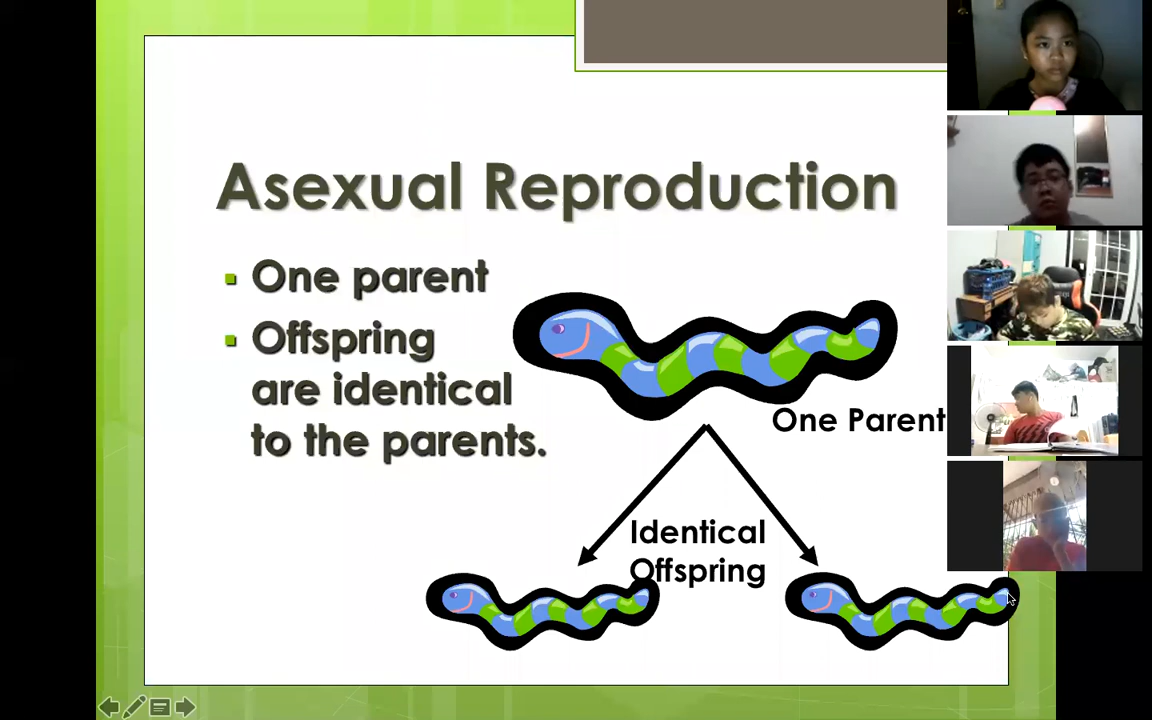 Asexual Reproduction
▪ One parent
▪ Offspring
are identical
to the parents.
One Parent
Identical
Offspring